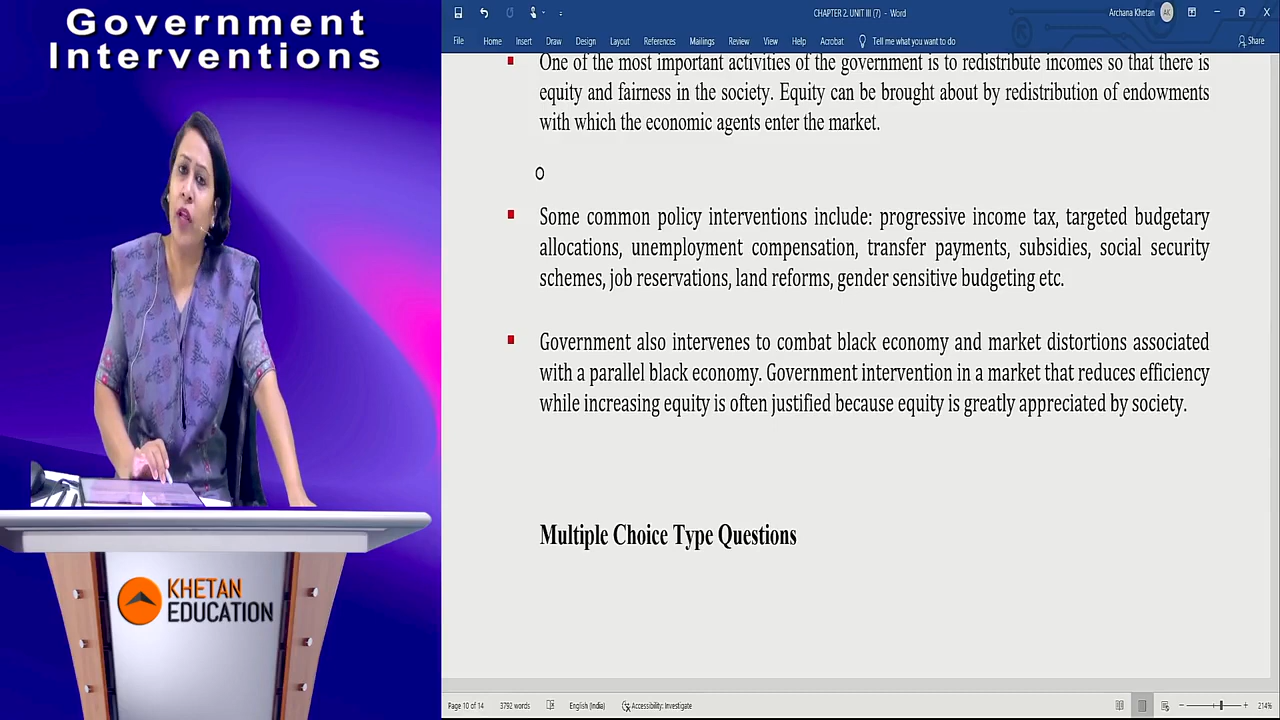 Government
Interventions
CHAPTER 2. UNIT III (7) - Word
Archana Khetan
AK
File Home Insert Draw Design Layout References Mailings Review View Help Acrobat Tell me what you want to do
Share
One of the most important activities of the government is to redistribute incomes so that there is
equity and fairness in the society. Equity can be brought about by redistribution of endowments
with which the economic agents enter the market.
Some common policy interventions include: progressive income tax, targeted budgetary
allocations, unemployment compensation, transfer payments, subsidies, social security
schemes, job reservations, land reforms, gender sensitive budgeting etc.
Government also intervenes to combat black economy and market distortions associated
with a parallel black economy. Government intervention in a market that reduces efficiency
while increasing equity is often justified because equity is greatly appreciated by society.
Multiple Choice Type Questions
KHETAN
EDUCATION
Page 10 of 14 3792 words English (India) Accessibility: Investigate
214%